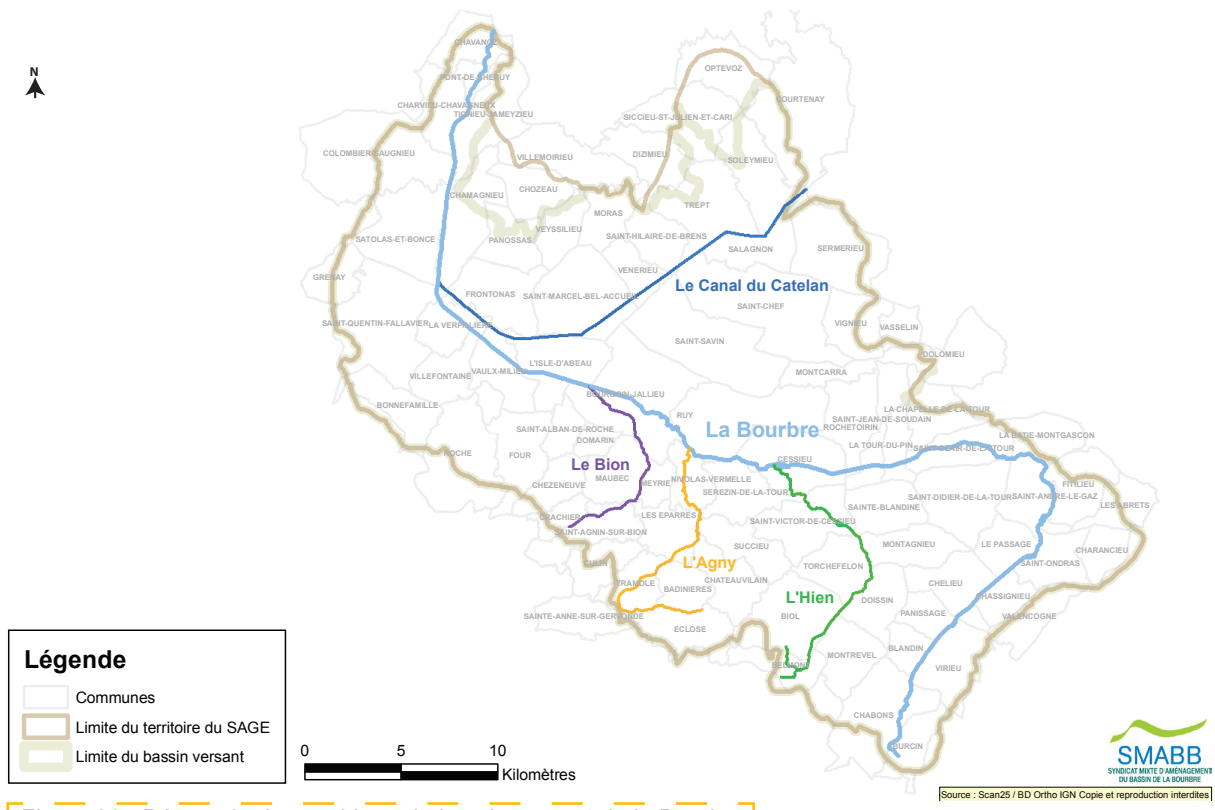 N
CHAVANOZ
PONT-DE-CHERUY
CHARVIEU-CHAVAGNEUX
TIGNIEU-JAMEYZIEU
OPTEVOZ
COURTENAY
SICCIEU-ST-JULIEN-ET-CARI
COLOMBIER-SAUGNIEU
VILLEMOIRIEU
DIZIMIEU
SOLEYMIEU
CHAMAGNIEU
CHOZEAU
MORAS
TREPT
VEYSSILIEU
PANOSSAS
SAINT-HILAIRE-DE-BRENS
SATOLAS-ET-BONCE
SALAGNON
SERMERIEU
GRENAY
VENERIEU
Le Canal du Catelan
FRONTONAS
SAINT-MARCEL-BEL-ACCUEIL
SAINT-CHEF
SAINT-QUENTIN-FALLAVIER
LA VERPILLIERE
VIGNIEU
VASSELIN
SAINT-SAVIN
DOLOMIEU
L'ISLE-D'ABEAU
VAULX-MILIEU
VILLEFONTAINE
MONTCARRA
BOURGOIN-JALLIEU
BONNEFAMILLE
RUY
LA CHAPELLE-DE-LA-TOUR
SAINT-JEAN-DE-SOUDAIN
ROCHETOIRIN
SAINT-ALBAN-DE-ROCHE
La Bourbre
DOMARIN
LA BATIE-MONTGASCON
LA TOUR-DU-PIN
SAINT-CLAIR-DE-LA-TOUR
ROCHE
FOUR
CESSIEU
Le Bion
MAUBEC
MEYRIE
NIVOLAS-VERMELLE
CHEZENEUVE
SEREZIN-DE-LA-TOUR
FITILIEU
SAINT-DIDIER-DE-LA-TOUR
SAINT-ANDRE-LE-GAZ
LES ABRETS
SAINTE-BLANDINE
CRACHIER
LES EPARRES
SAINT-VICTOR-DE-CESSIEU
SAINT-AGNIN-SUR-BION
SUCCIEU
MONTAGNIEU
LE PASSAGE
CHARANCIEU
CULIN
L'Agny
TORCHEFELON
SAINT-ONDRAS
TRAMOLE
CHATEAUVILAIN
CHELIEU
BADINIERES
L'Hien
DOISSIN
CHASSIGNIEU
SAINTE-ANNE-SUR-GERVONDE
BIOL
PANISSAGE
VALENCOGNE
ECLOSE
BLANDIN
MONTREVEL
BELMONT
VIRIEU
CHABONS
BURCIN
Légende
Communes
Limite du territoire du SAGE
Limite du bassin versant
0 5 10
Kilomètres
SMABB
SYNDICAT MIXTE D'AMÉNAGEMENT
DU BASSIN DE LA BOURBRE
Source : Scan25 / BD Ortho IGN Copie et reproduction interdites